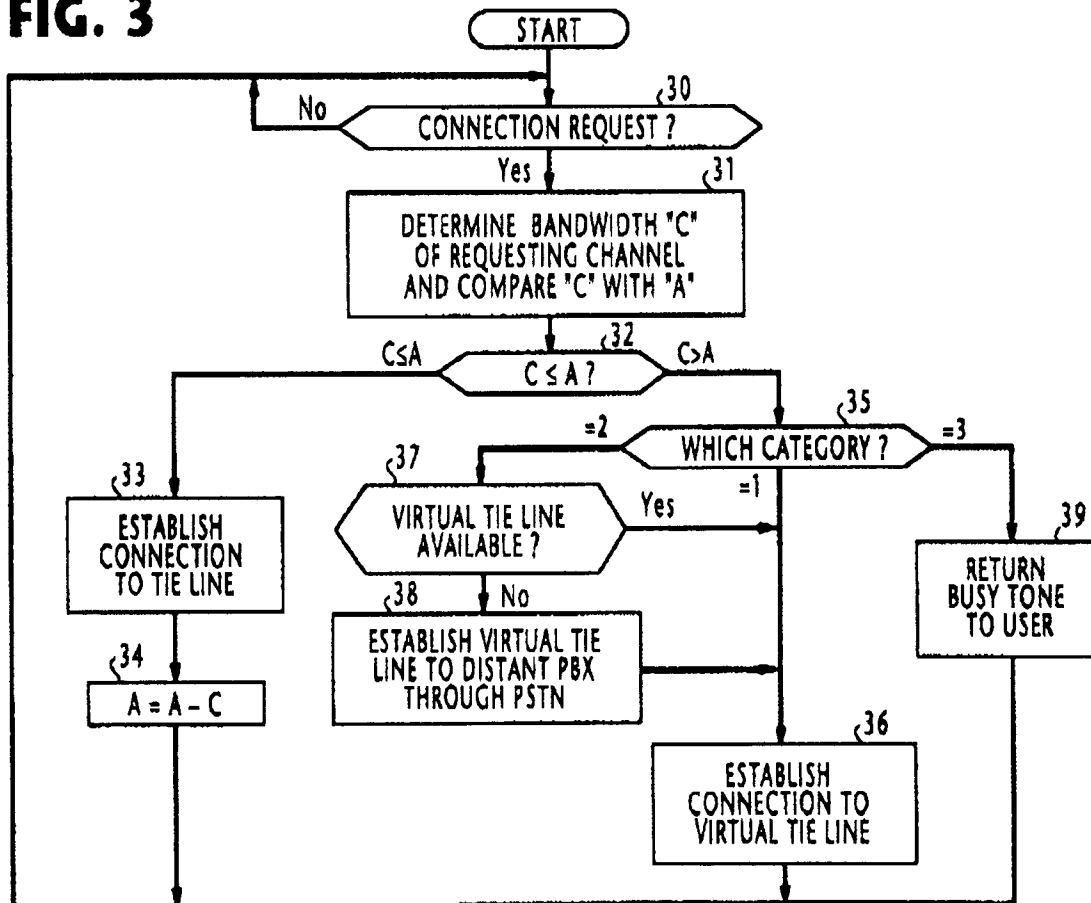 FIG. 3
START
30
No
CONNECTION REQUEST ?
Yes
31
DETERMINE BANDWIDTH "C"
OF REQUESTING CHANNEL
AND COMPARE "C" WITH "A"
32
C≤A
C ≤ A ?
C>A
35
=2
WHICH CATEGORY ?
=3
=1
37
VIRTUAL TIE LINE
AVAILABLE ?
Yes
No
33
ESTABLISH
CONNECTION
TO TIE LINE
39
RETURN
BUSY TONE
TO USER
38
ESTABLISH VIRTUAL TIE
LINE TO DISTANT PBX
THROUGH PSTN
34
A = A – C
36
ESTABLISH
CONNECTION TO
VIRTUAL TIE LINE